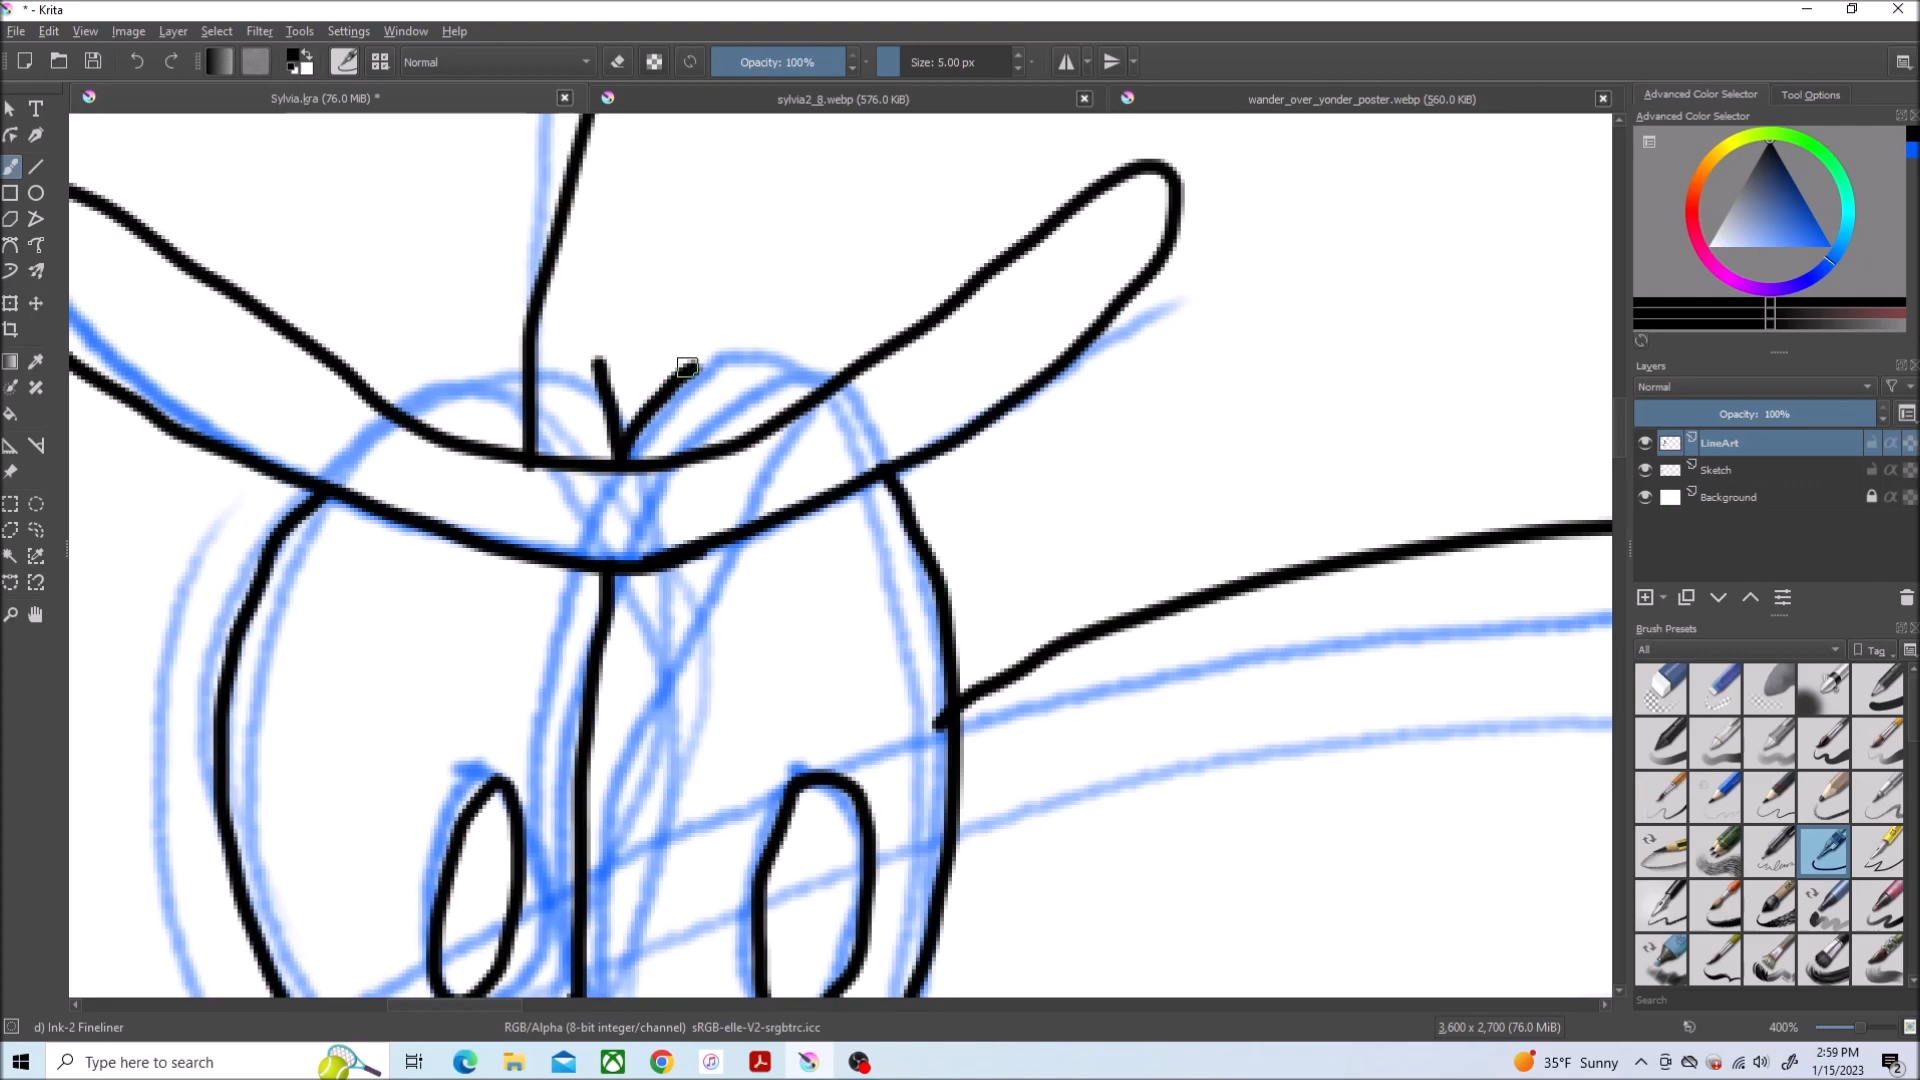 * - Krita
File Edit View Image Layer Select Filter Tools Settings Window Help
Normal Opacity: 100% Size: 5.00 px
Sylvia.kra (76.0 MiB) * sylvia2_8.webp (576.0 KiB) wander_over_yonder_poster.webp (560.0 KiB)
Advanced Color Selector Tool Options
Advanced Color Selector
Layers
Normal
Opacity: 100%
LineArt
Sketch
Background
Brush Presets
All Tag
Search
d) Ink-2 Fineliner RGB/Alpha (8-bit integer/channel) sRGB-elle-V2-srgbtrc.icc 3,600 x 2,700 (76.0 MiB) 400%
Type here to search 35°F Sunny 2:59 PM
1/15/2023 2